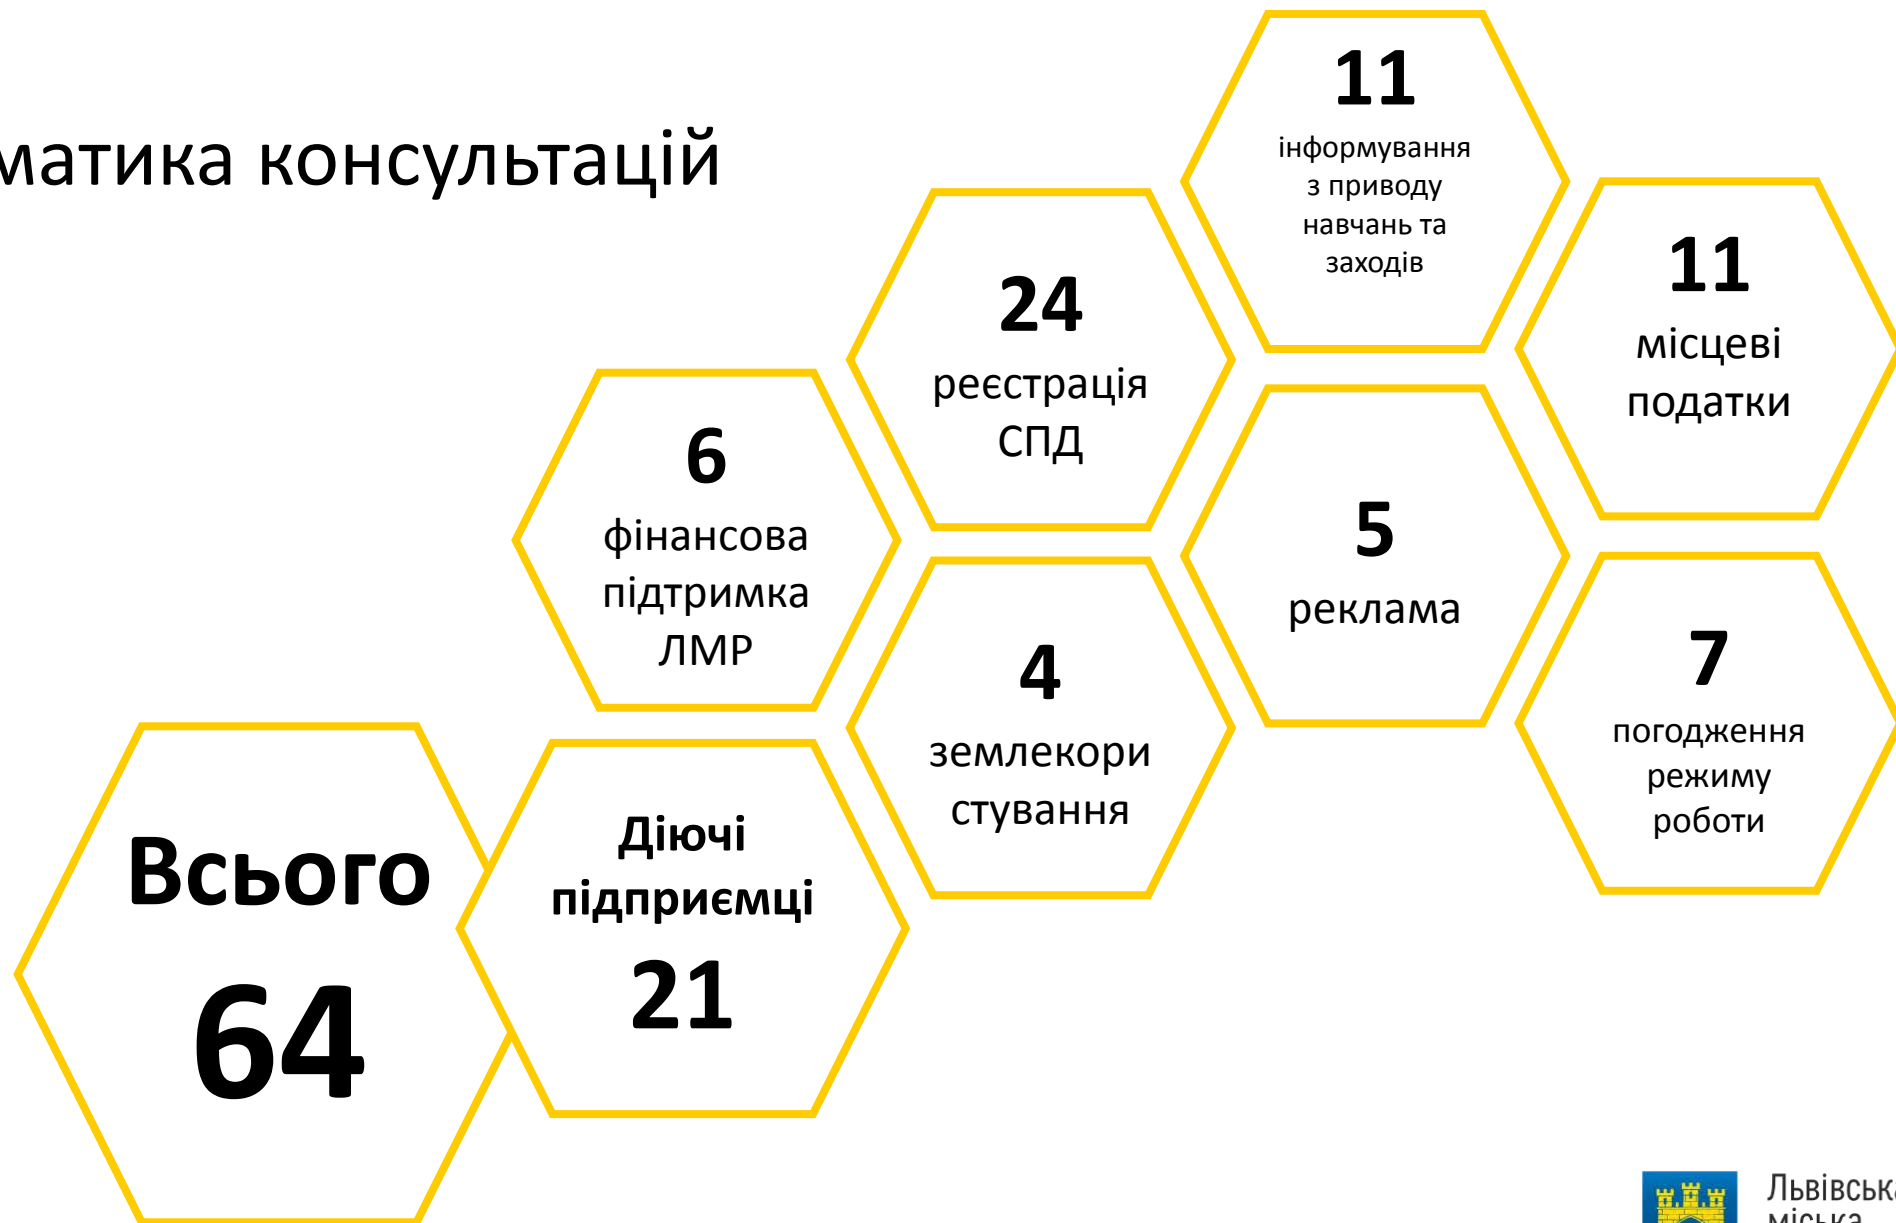 матика консультацій
11
інформування
з приводу
навчань та
заходів
11
місцеві
податки
24
реєстрація
СПД
6
фінансова
підтримка
ЛМР
5
реклама
4
землекори
стування
7
погодження
режиму
роботи
Всього
64
Діючі
підприємці
21
Львівська
міська